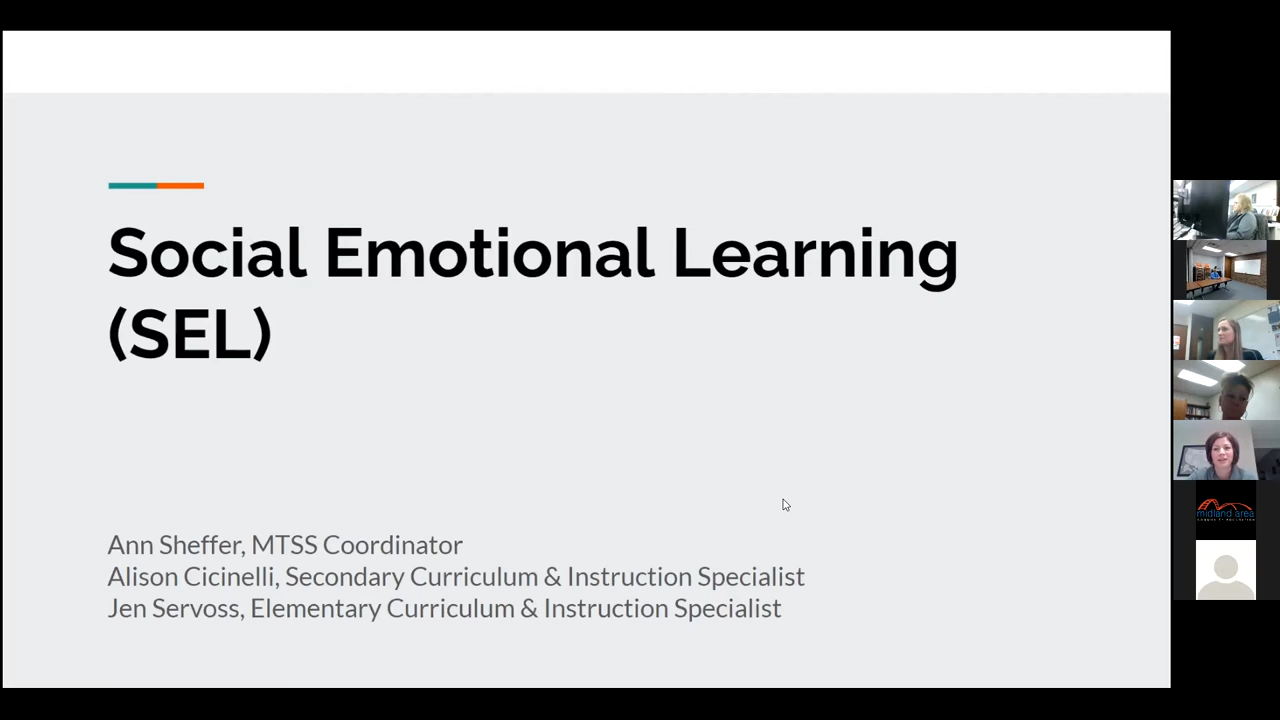 Social Emotional Learning
(SEL)
Ann Sheffer, MTSS Coordinator
Alison Cicinelli, Secondary Curriculum & Instruction Specialist
Jen Servoss, Elementary Curriculum & Instruction Specialist
midland area